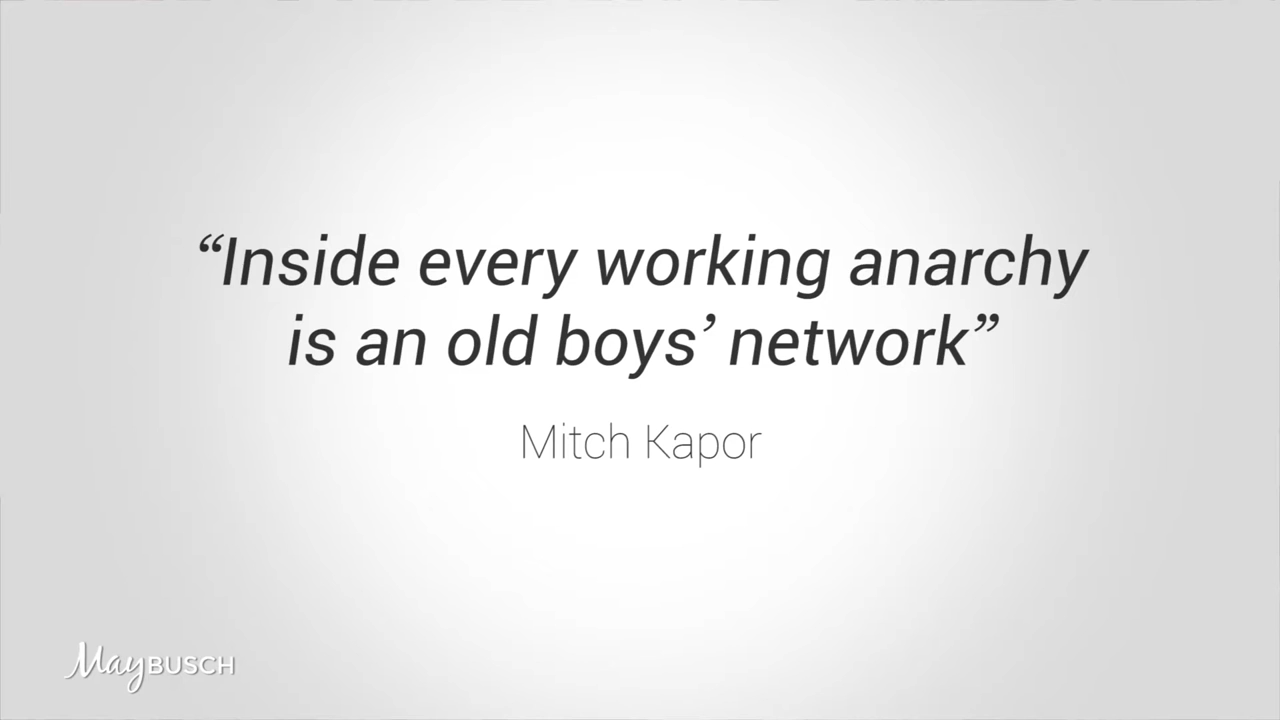 “Inside every working anarchy
is an old boys’ network”
Mitch Kapor
MayBUSCH